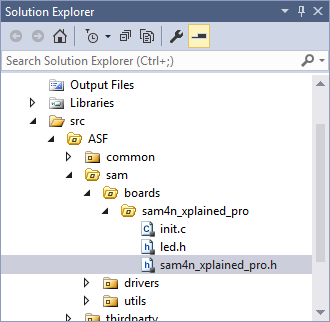 Solution Explorer
Search Solution Explorer (Ctrl+;)
Output Files
Libraries
src
ASF
common
sam
boards
sam4n_xplained_pro
init.c
led.h
sam4n_xplained_pro.h
drivers
utils
thirdparty